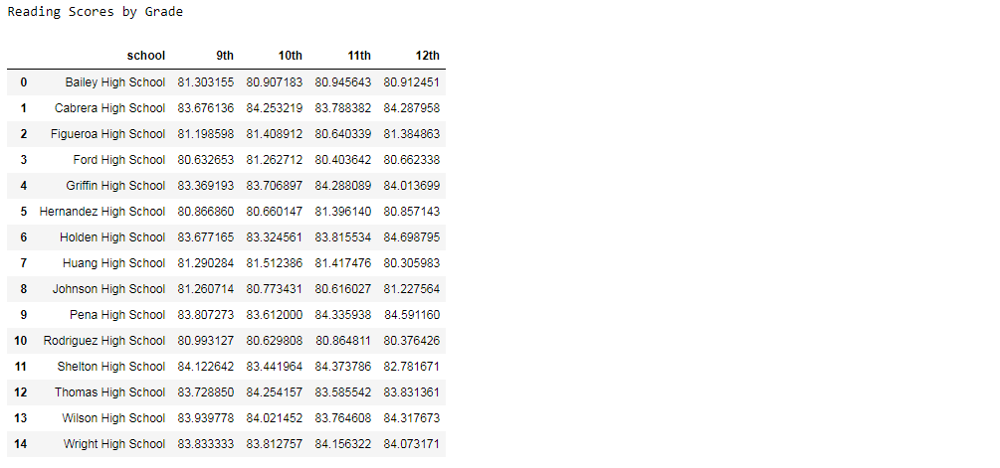 Reading Scores by Grade
school 9th 10th 11th 12th
0 Bailey High School 81.303155 80.907183 80.945643 80.912451
1 Cabrera High School 83.676136 84.253219 83.788382 84.287958
2 Figueroa High School 81.198598 81.408912 80.640339 81.384863
3 Ford High School 80.632653 81.262712 80.403642 80.662338
4 Griffin High School 83.369193 83.706897 84.288089 84.013699
5 Hernandez High School 80.866860 80.660147 81.396140 80.857143
6 Holden High School 83.677165 83.324561 83.815534 84.698795
7 Huang High School 81.290284 81.512386 81.417476 80.305983
8 Johnson High School 81.260714 80.773431 80.616027 81.227564
9 Pena High School 83.807273 83.612000 84.335938 84.591160
10 Rodriguez High School 80.993127 80.629808 80.864811 80.376426
11 Shelton High School 84.122642 83.441964 84.373786 82.781671
12 Thomas High School 83.728850 84.254157 83.585542 83.831361
13 Wilson High School 83.939778 84.021452 83.764608 84.317673
14 Wright High School 83.833333 83.812757 84.156322 84.073171